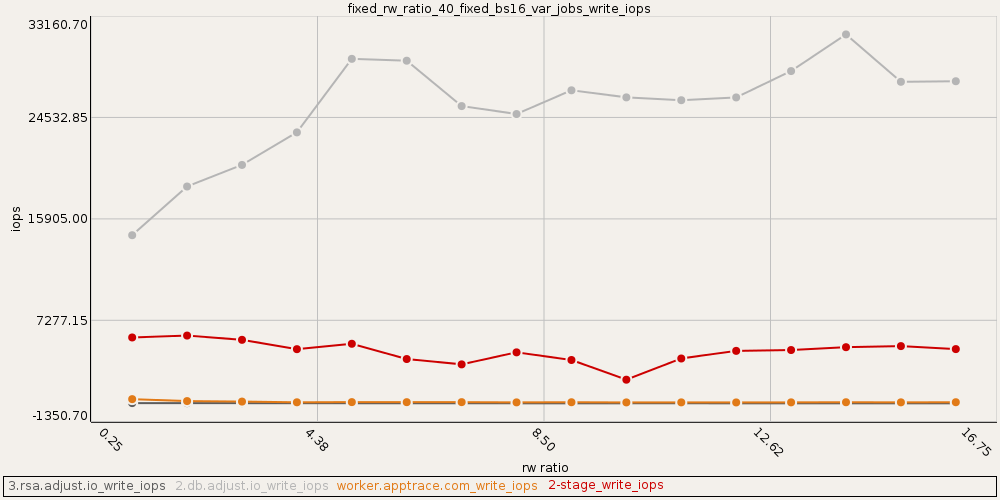 fixed_rw_ratio_40_fixed_bs16_var_jobs_write_iops
33160.70
24532.85
iops
15905.00
7277.15
-1350.70
0.25 4.38 8.50 12.62 16.75
rw ratio
3.rsa.adjust.io_write_iops 2.db.adjust.io_write_iops worker.apptrace.com_write_iops 2-stage_write_iops